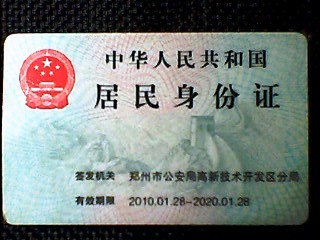 中华人民共和国
居民身份证
签发机关 郑州市公安局高新技术开发区分局
有效期限 2010.01.28-2020.01.28